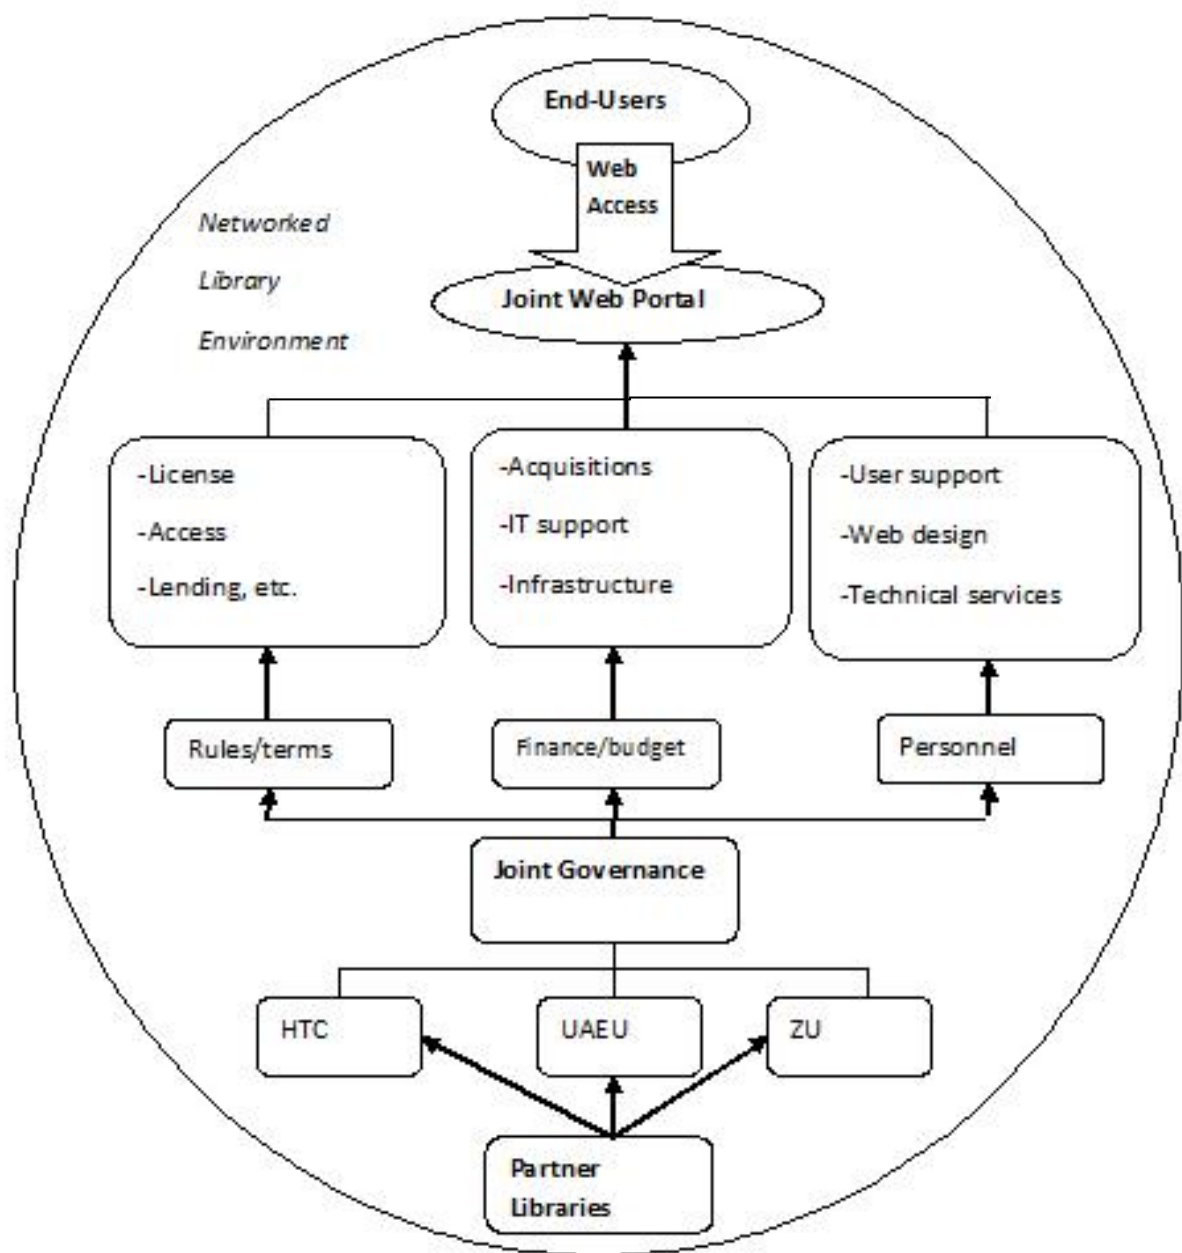 End-Users
Web
Access
Networked
Library
Environment
Joint Web Portal
-License
-Access
-Lending, etc.
-Acquisitions
-IT support
-Infrastructure
-User support
-Web design
-Technical services
Rules/terms
Finance/budget
Personnel
Joint Governance
HTC
UAEU
ZU
Partner
Libraries